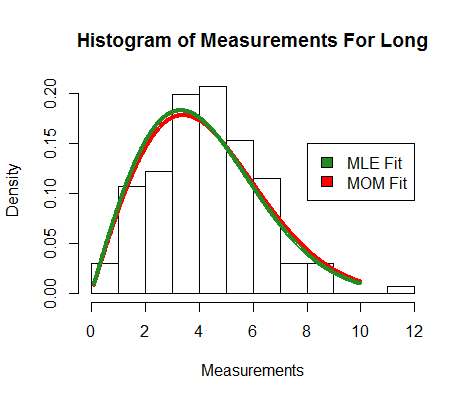 Histogram of Measurements For Long
Density
0.00 0.05 0.10 0.15 0.20
MLE Fit
MOM Fit
0 2 4 6 8 10 12
Measurements